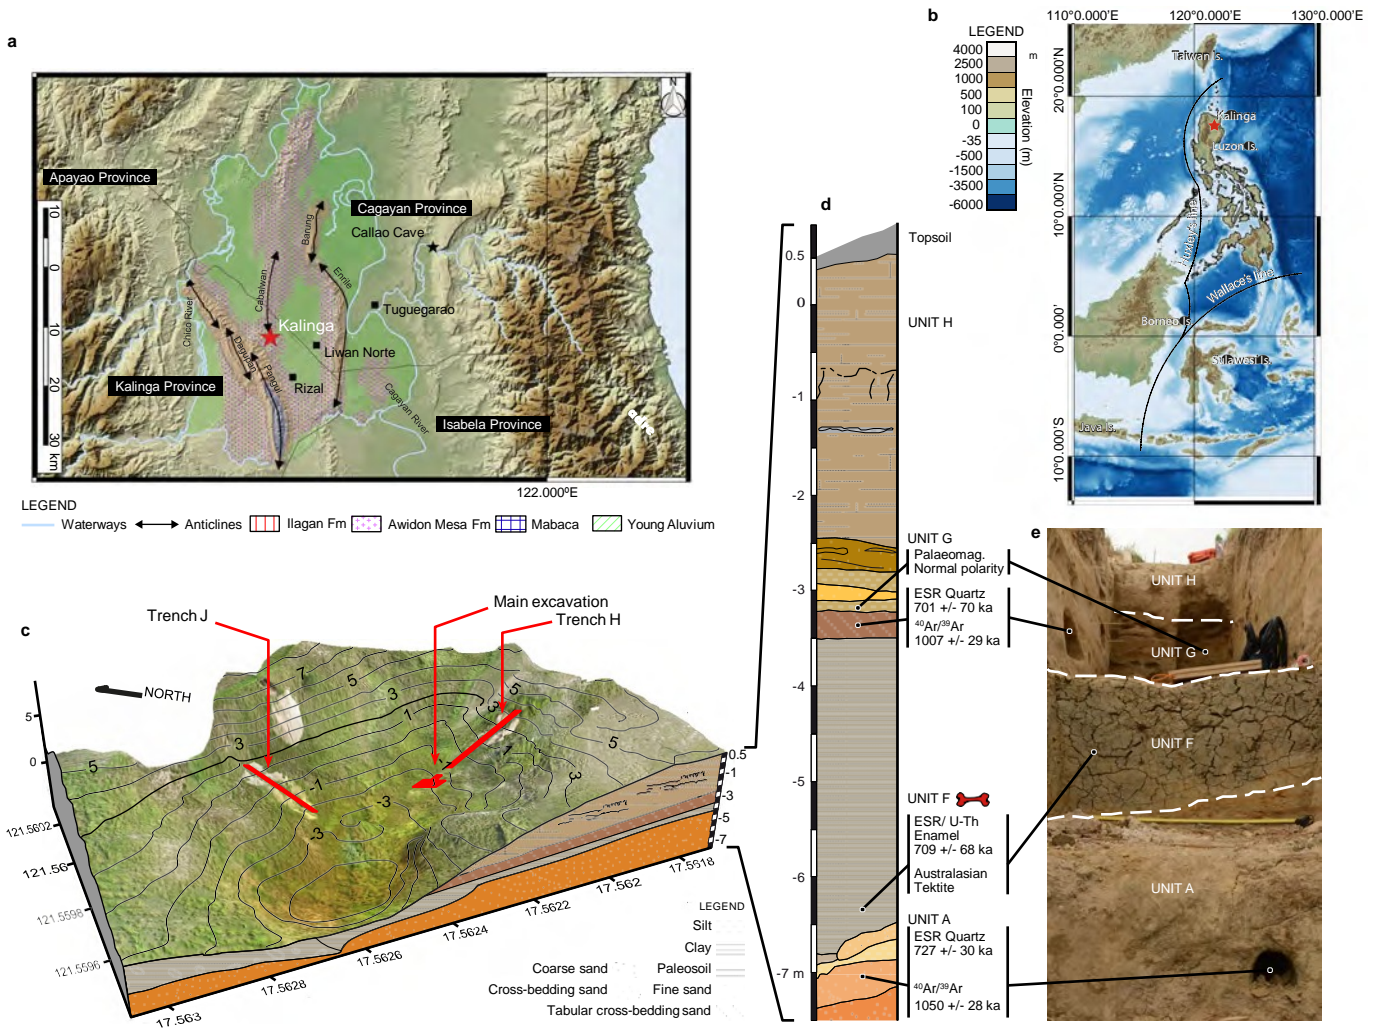 a
N
Apayao Province
Cagayan Province
Callao Cave
Barung
Enrile
Cabalwan
Chico River
Tuguegarao
Kalinga
Dagupan
Pangul
Liwan Norte
Rizal
Kalinga Province
Cagayan River
Isabela Province
10
0
10
20
30 km
122.000ºE
LEGEND
Waterways
Anticlines
Ilagan Fm
Awidon Mesa Fm
Mabaca
Young Aluvium
b
LEGEND
4000
2500
1000
500
100
0
-35
-500
-1500
-3500
-6000
m
Elevation (m)
110°0.000'E
120°0.000'E
130°0.000'E
20°0.000'N
10°0.000'N
0°0.000'
10°0.000'S
Taiwan Is.
Kalinga
Luzon Is.
Huxley's line
Wallace's line
Borneo Is.
Sulawesi Is.
Java Is.
c
Trench J
Main excavation
Trench H
NORTH
5
0
5
3
7
5
3
1
-1
-3
-3
5
3
1
-1
5
3
0.5
-1
-3
-5
-7
121.5602
121.56
121.5598
121.5596
17.563
17.5628
17.5626
17.5624
17.5622
17.562
17.5618
LEGEND
Silt
Clay
Coarse sand
Paleosoil
Cross-bedding sand
Fine sand
Tabular cross-bedding sand
d
0.5
0
-1
-2
-3
-4
-5
-6
-7 m
Topsoil
UNIT H
UNIT G
Palaeomag.
Normal polarity
ESR Quartz
701 +/- 70 ka
⁴⁰Ar/³⁹Ar
1007 +/- 29 ka
UNIT F
ESR/ U-Th
Enamel
709 +/- 68 ka
Australasian
Tektite
UNIT A
ESR Quartz
727 +/- 30 ka
⁴⁰Ar/³⁹Ar
1050 +/- 28 ka
e
UNIT H
UNIT G
UNIT F
UNIT A